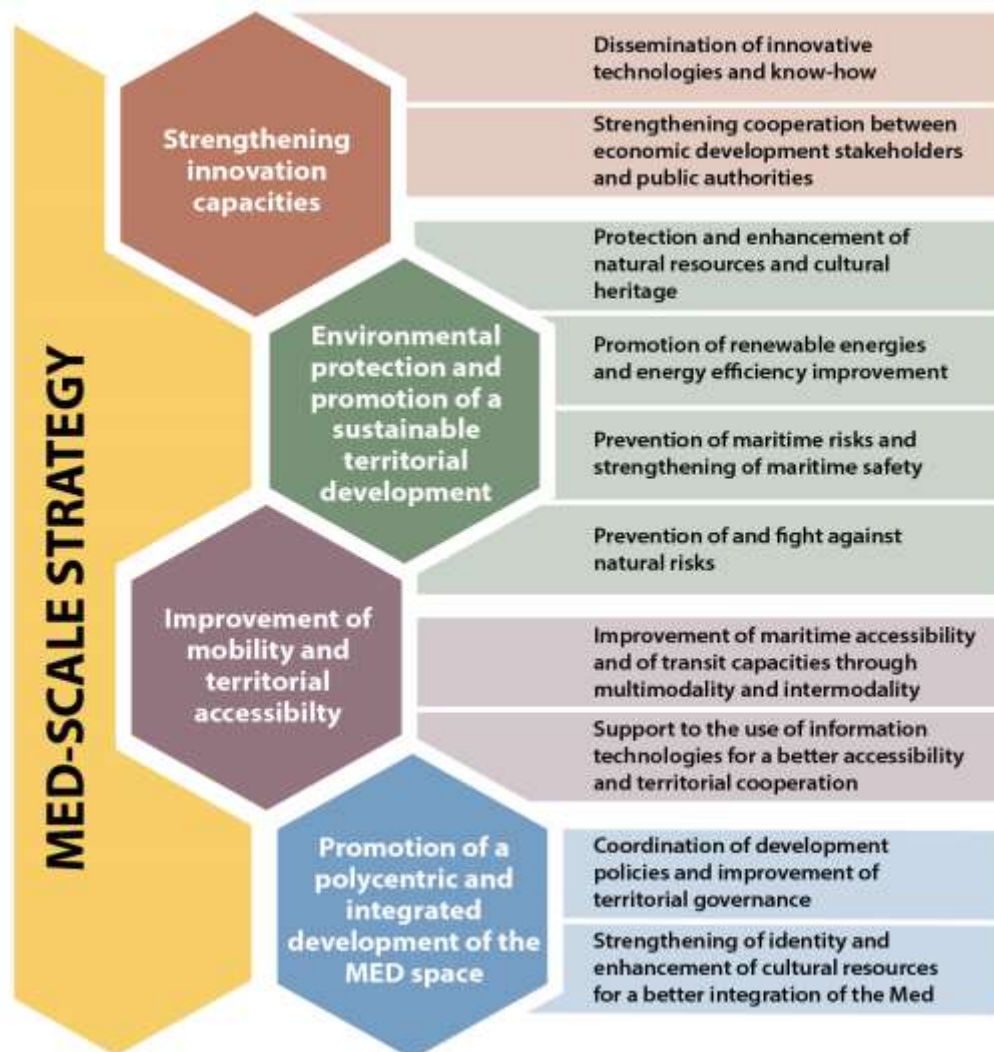 MED-SCALE STRATEGY
Strengthening
innovation
capacities
Dissemination of innovative
technologies and know-how
Strengthening cooperation between
economic development stakeholders
and public authorities
Environmental
protection and
promotion of a
sustainable
territorial
development
Protection and enhancement of
natural resources and cultural
heritage
Promotion of renewable energies
and energy efficiency improvement
Prevention of maritime risks and
strengthening of maritime safety
Prevention of and fight against
natural risks
Improvement of
mobility and
territorial
accessibilty
Improvement of maritime accessibility
and of transit capacities through
multimodality and intermodality
Support to the use of information
technologies for a better accessibility
and territorial cooperation
Promotion of a
polycentric and
integrated
development of the
MED space
Coordination of development
policies and improvement of
territorial governance
Strengthening of identity and
enhancement of cultural resources
for a better integration of the Med